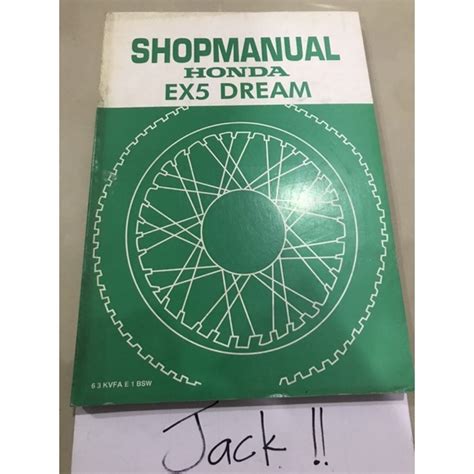 SHOPMANUAL
HONDA
EX5 DREAM
6 3 KVFA E 1 BSW
Jack !!